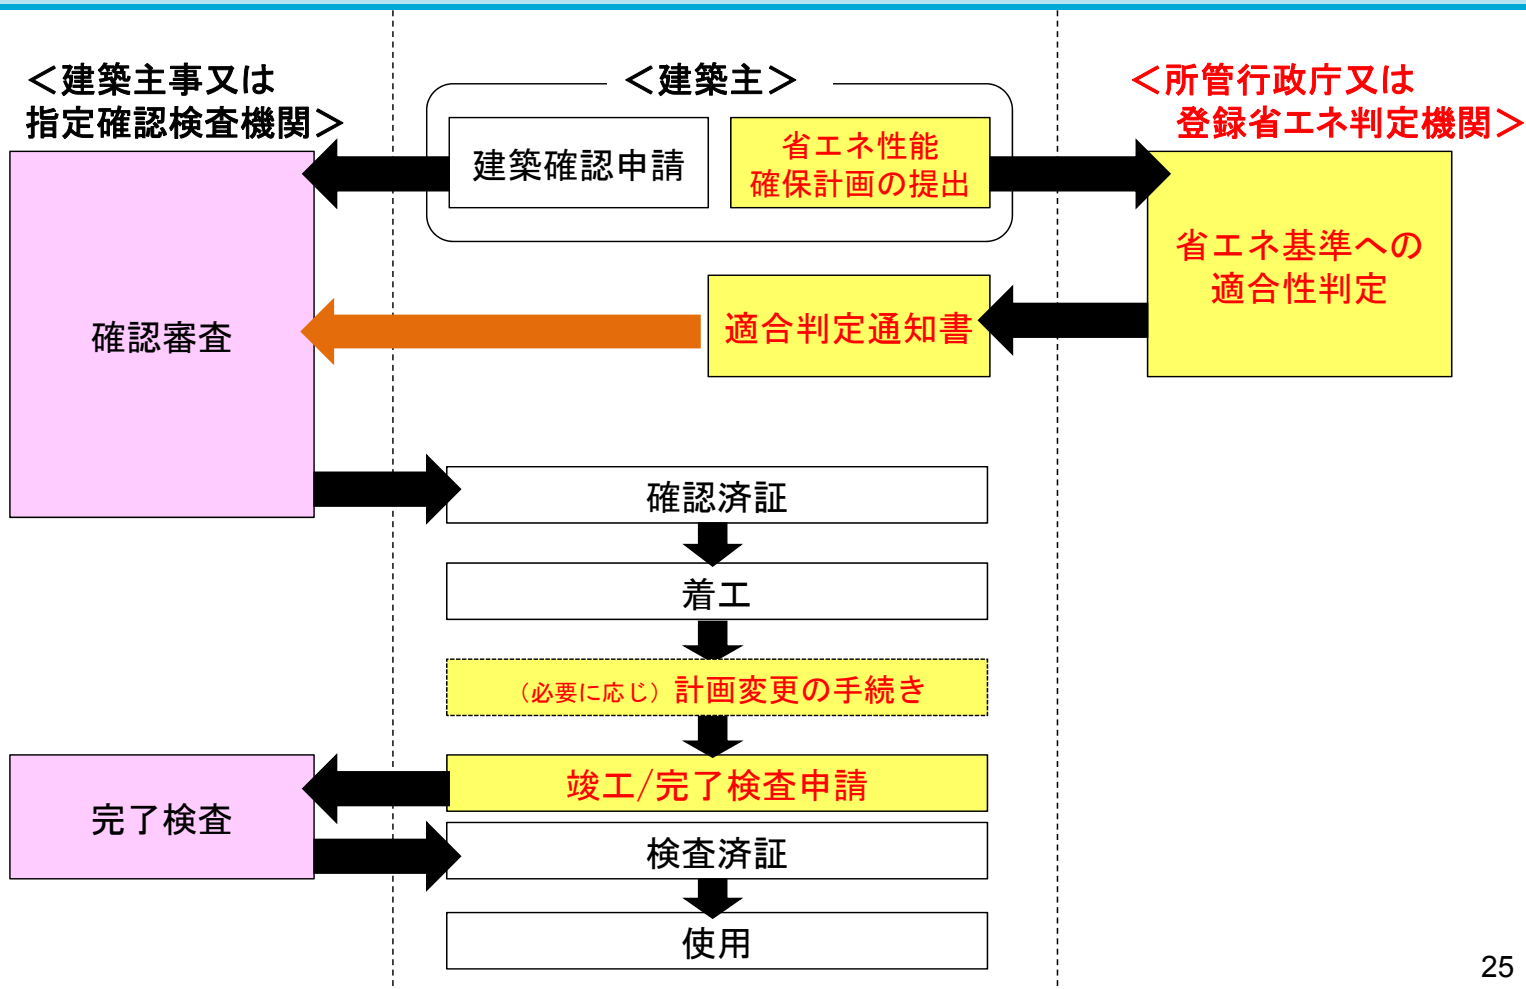 ＜建築主事又は
指定確認検査機関＞
＜建築主＞
＜所管行政庁又は
登録省エネ判定機関＞
建築確認申請
省エネ性能
確保計画の提出
省エネ基準への
適合性判定
確認審査
適合判定通知書
確認済証
着工
（必要に応じ）計画変更の手続き
竣工/完了検査申請
完了検査
検査済証
使用
25